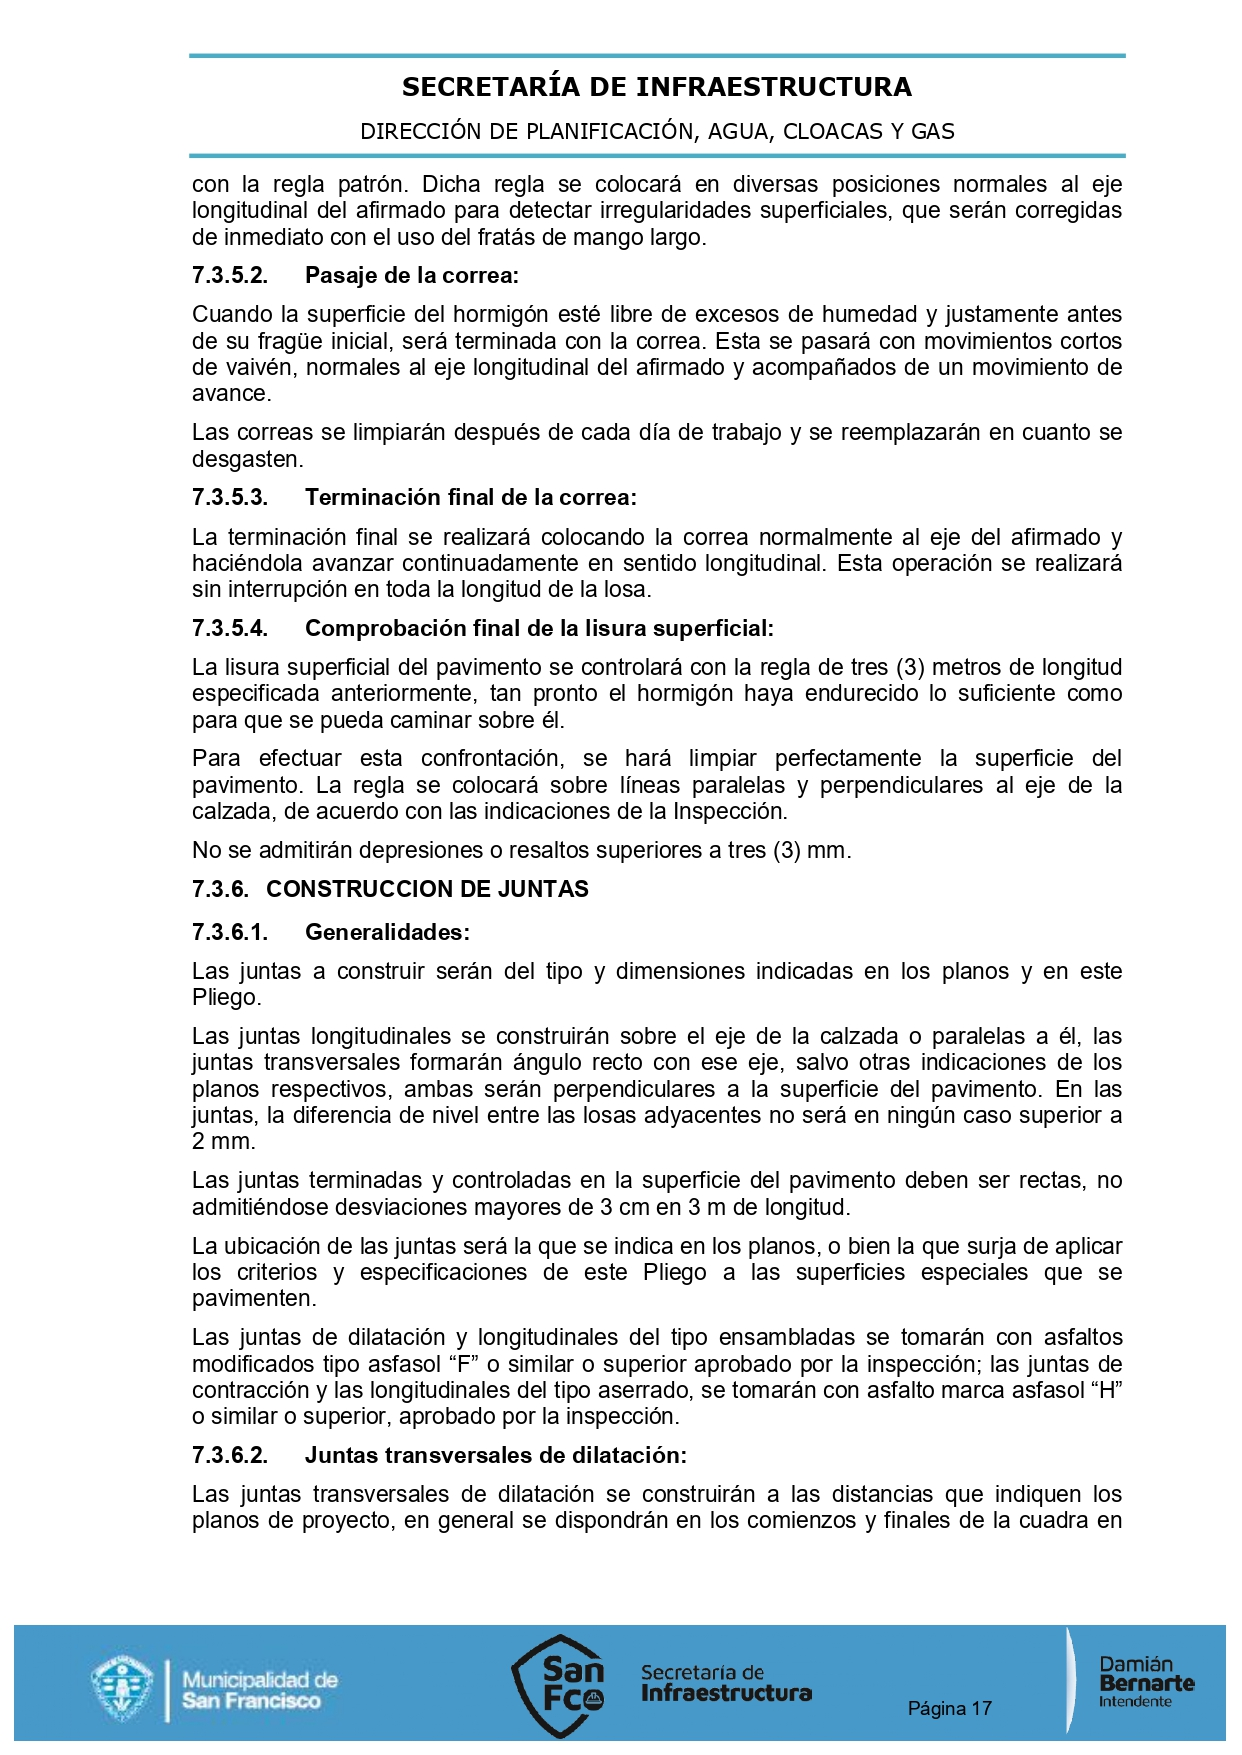 SECRETARÍA DE INFRAESTRUCTURA
DIRECCIÓN DE PLANIFICACIÓN, AGUA, CLOACAS Y GAS
con la regla patrón. Dicha regla se colocará en diversas posiciones normales al eje
longitudinal del afirmado para detectar irregularidades superficiales, que serán corregidas
de inmediato con el uso del fratás de mango largo.
7.3.5.2. Pasaje de la correa:
Cuando la superficie del hormigón esté libre de excesos de humedad y justamente antes
de su fragüe inicial, será terminada con la correa. Esta se pasará con movimientos cortos
de vaivén, normales al eje longitudinal del afirmado y acompañados de un movimiento de
avance.
Las correas se limpiarán después de cada día de trabajo y se reemplazarán en cuanto se
desgasten.
7.3.5.3. Terminación final de la correa:
La terminación final se realizará colocando la correa normalmente al eje del afirmado y
haciéndola avanzar continuadamente en sentido longitudinal. Esta operación se realizará
sin interrupción en toda la longitud de la losa.
7.3.5.4. Comprobación final de la lisura superficial:
La lisura superficial del pavimento se controlará con la regla de tres (3) metros de longitud
especificada anteriormente, tan pronto el hormigón haya endurecido lo suficiente como
para que se pueda caminar sobre él.
Para efectuar esta confrontación, se hará limpiar perfectamente la superficie del
pavimento. La regla se colocará sobre líneas paralelas y perpendiculares al eje de la
calzada, de acuerdo con las indicaciones de la Inspección.
No se admitirán depresiones o resaltos superiores a tres (3) mm.
7.3.6. CONSTRUCCION DE JUNTAS
7.3.6.1. Generalidades:
Las juntas a construir serán del tipo y dimensiones indicadas en los planos y en este
Pliego.
Las juntas longitudinales se construirán sobre el eje de la calzada o paralelas a él, las
juntas transversales formarán ángulo recto con ese eje, salvo otras indicaciones de los
planos respectivos, ambas serán perpendiculares a la superficie del pavimento. En las
juntas, la diferencia de nivel entre las losas adyacentes no será en ningún caso superior a
2 mm.
Las juntas terminadas y controladas en la superficie del pavimento deben ser rectas, no
admitiéndose desviaciones mayores de 3 cm en 3 m de longitud.
La ubicación de las juntas será la que se indica en los planos, o bien la que surja de aplicar
los criterios y especificaciones de este Pliego a las superficies especiales que se
pavimenten.
Las juntas de dilatación y longitudinales del tipo ensambladas se tomarán con asfaltos
modificados tipo asfasol “F” o similar o superior aprobado por la inspección; las juntas de
contracción y las longitudinales del tipo aserrado, se tomarán con asfalto marca asfasol “H”
o similar o superior, aprobado por la inspección.
7.3.6.2. Juntas transversales de dilatación:
Las juntas transversales de dilatación se construirán a las distancias que indiquen los
planos de proyecto, en general se dispondrán en los comienzos y finales de la cuadra en
Municipalidad de
San Francisco
San
Fco
Secretaría de
Infraestructura
Página 17
Damián
Bernarte
Intendente